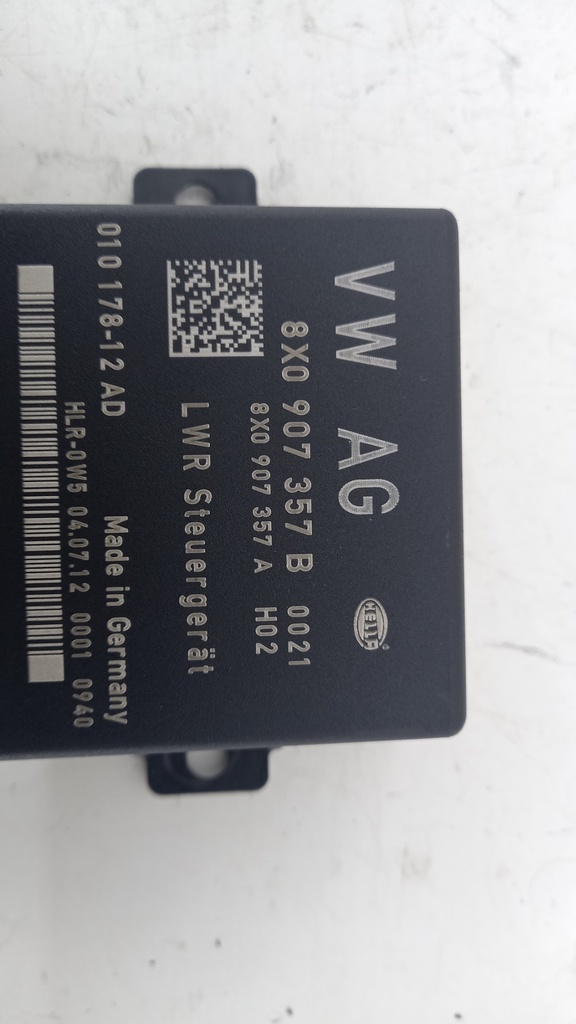 VW AG HELLA
8X0 907 357 B 0021
8X0 907 357 A H02
LWR Steuergerät
010 178-12 AD Made in Germany
HLR-0W5 04.07.12 0001 0940